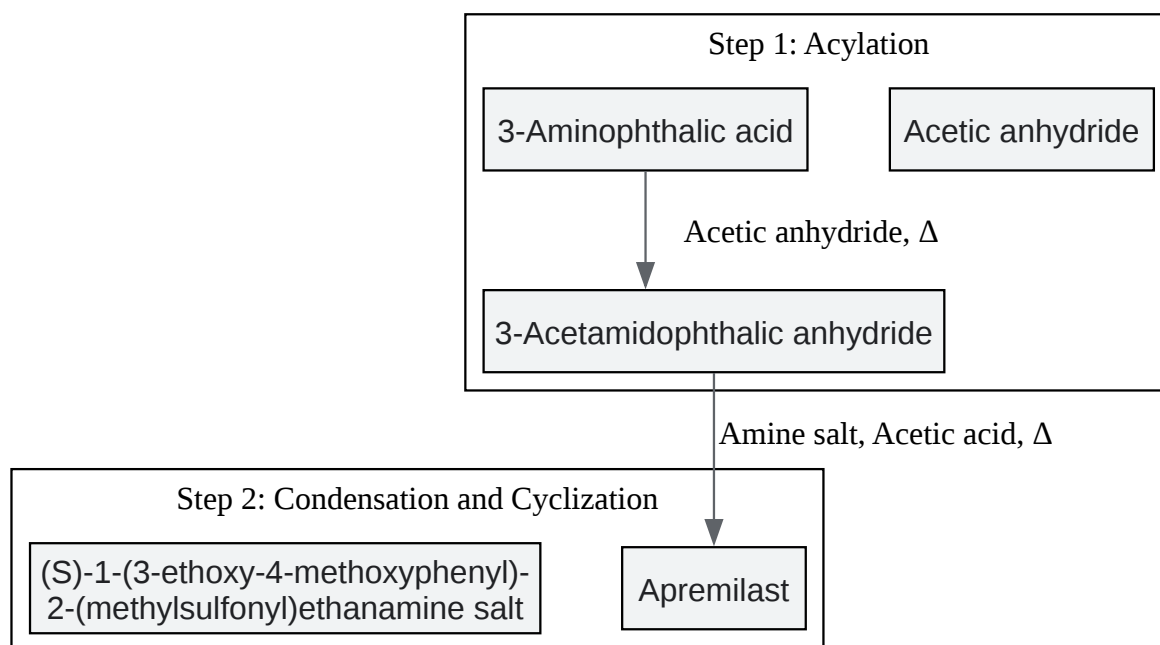 Step 1: Acylation
3-Aminophthalic acid
Acetic anhydride
Acetic anhydride, Δ
3-Acetamidophthalic anhydride
Amine salt, Acetic acid, Δ
Step 2: Condensation and Cyclization
(S)-1-(3-ethoxy-4-methoxyphenyl)-
2-(methylsulfonyl)ethanamine salt
Apremilast